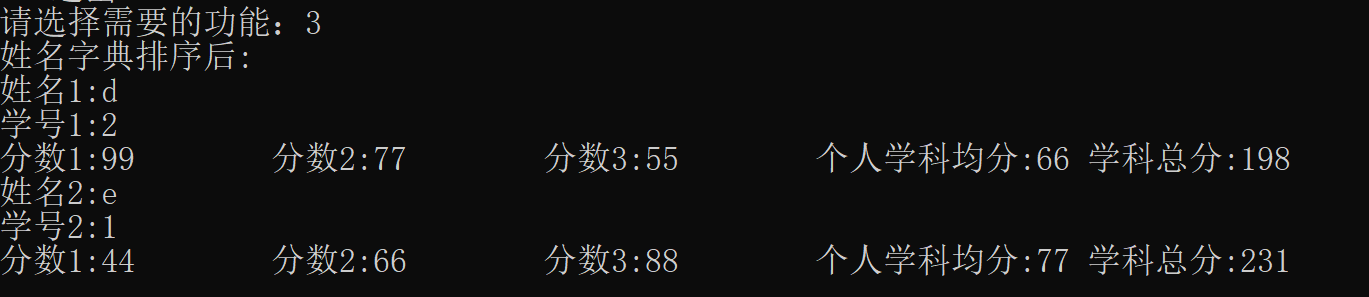 请选择需要的功能：3
姓名字典排序后:
姓名1:d
学号1:2
分数1:99 分数2:77 分数3:55 个人学科均分:66 学科总分:198
姓名2:e
学号2:1
分数1:44 分数2:66 分数3:88 个人学科均分:77 学科总分:231